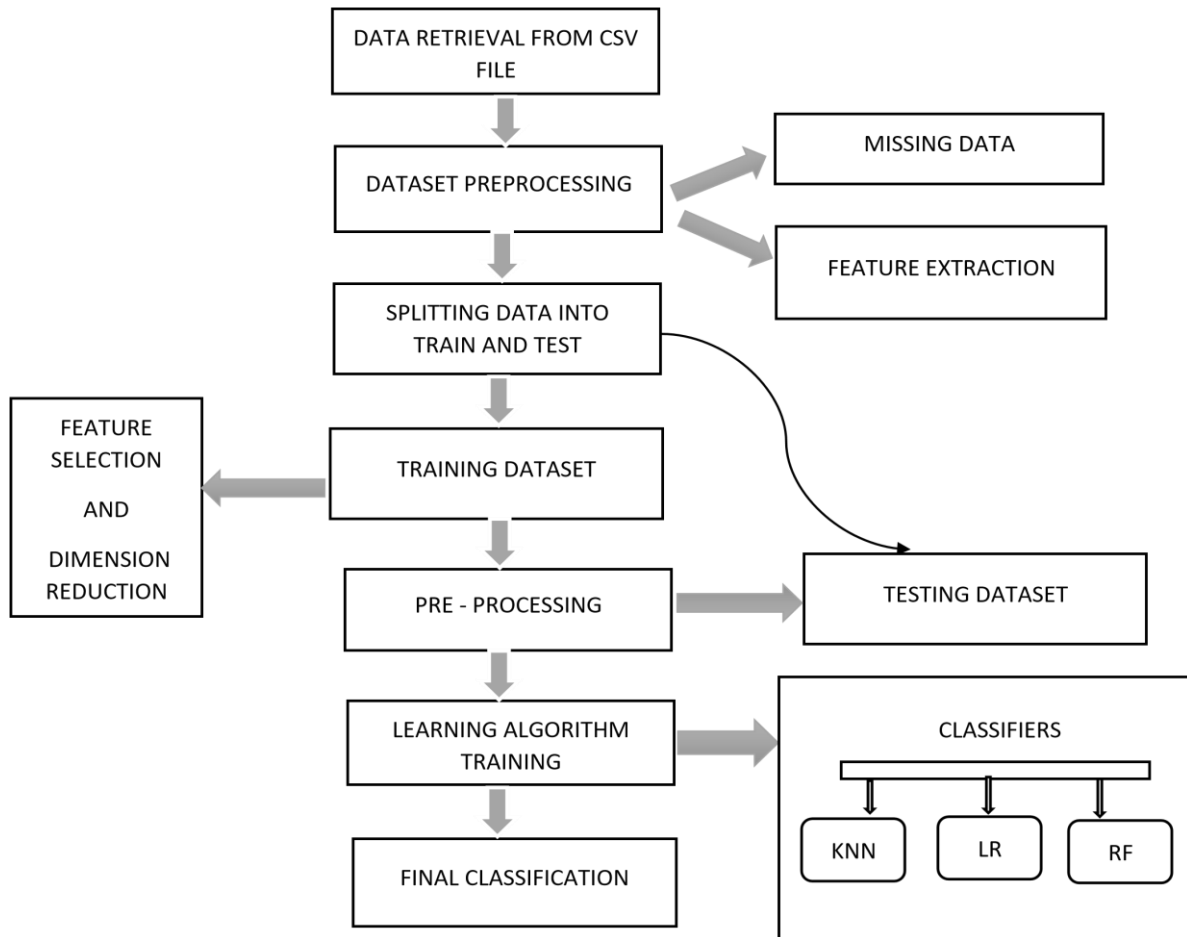 DATA RETRIEVAL FROM CSV
FILE
DATASET PREPROCESSING
MISSING DATA
FEATURE EXTRACTION
SPLITTING DATA INTO
TRAIN AND TEST
TRAINING DATASET
FEATURE
SELECTION
AND
DIMENSION
REDUCTION
PRE - PROCESSING
TESTING DATASET
LEARNING ALGORITHM
TRAINING
CLASSIFIERS
KNN
LR
RF
FINAL CLASSIFICATION